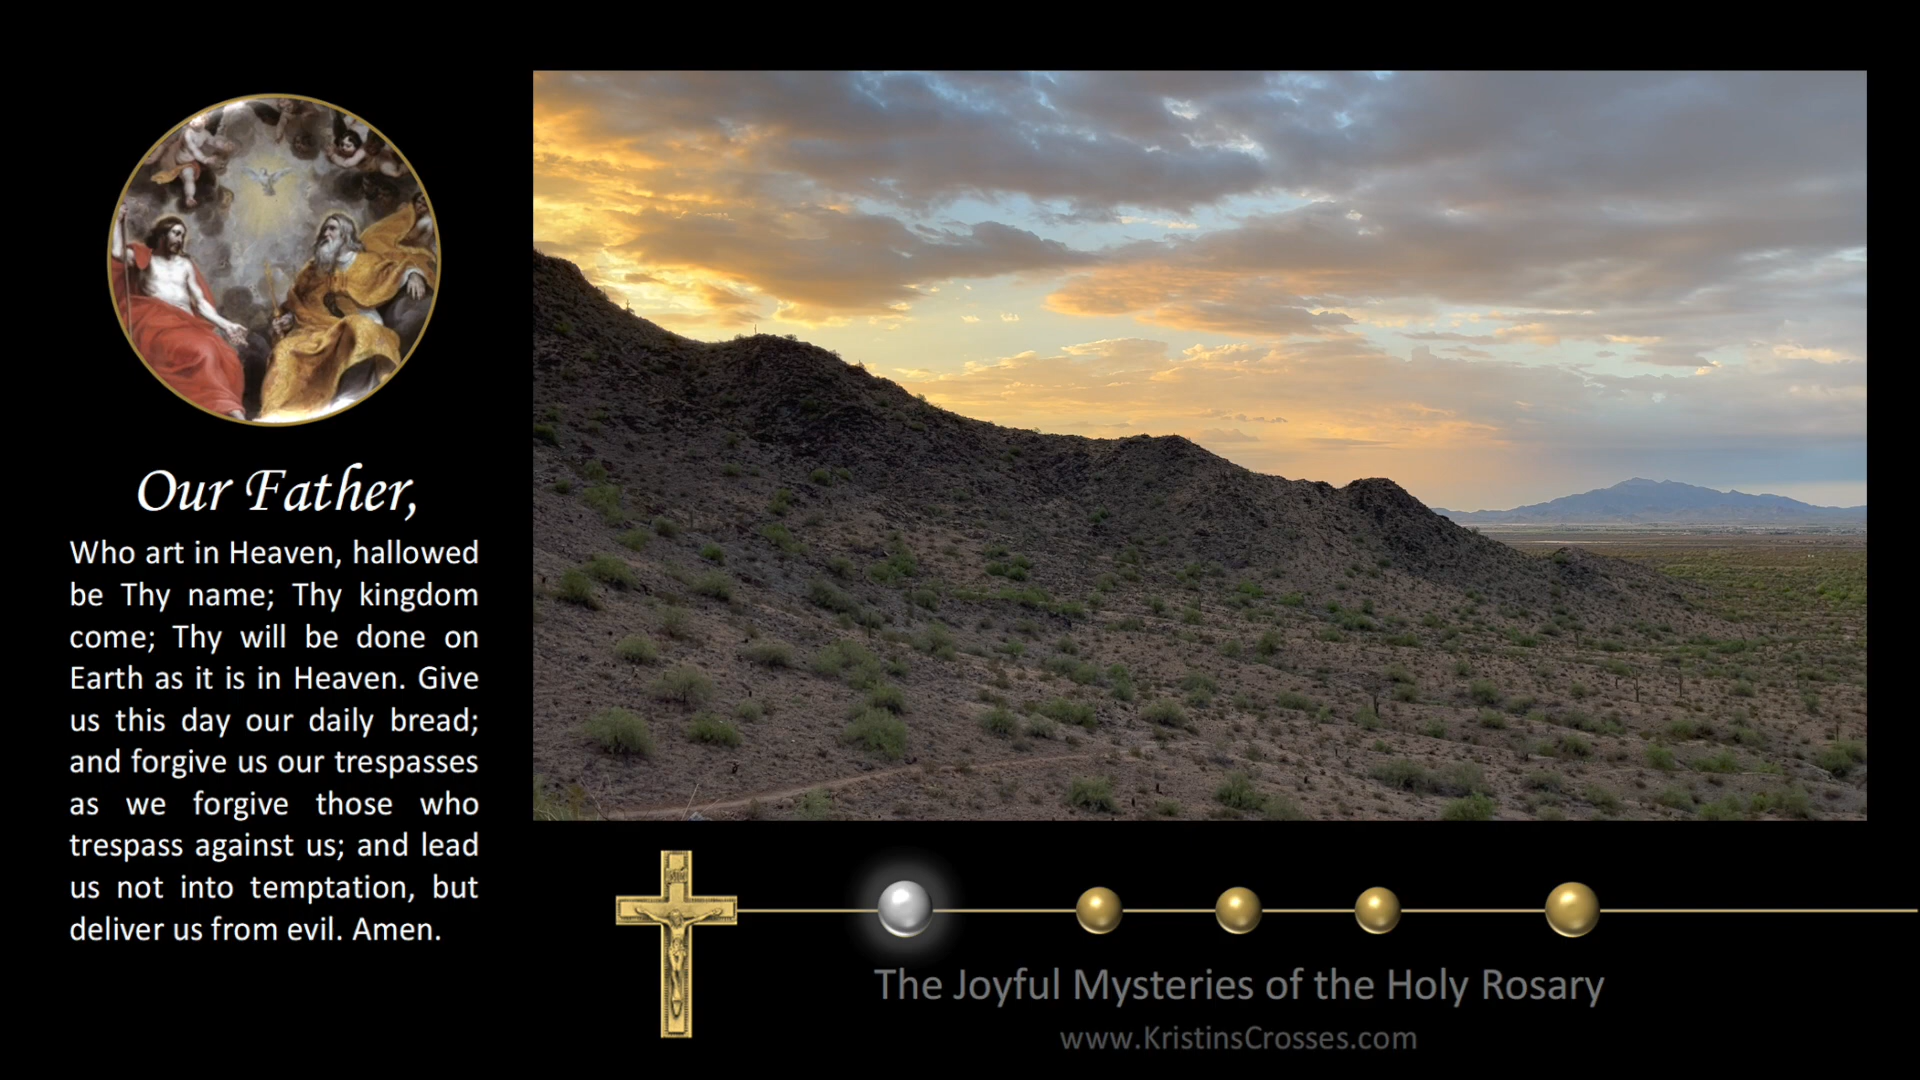 Our Father,
Who art in Heaven, hallowed
be Thy name; Thy kingdom
come; Thy will be done on
Earth as it is in Heaven. Give
us this day our daily bread;
and forgive us our trespasses
as we forgive those who
trespass against us; and lead
us not into temptation, but
deliver us from evil. Amen.
The Joyful Mysteries of the Holy Rosary
www.KristinsCrosses.com